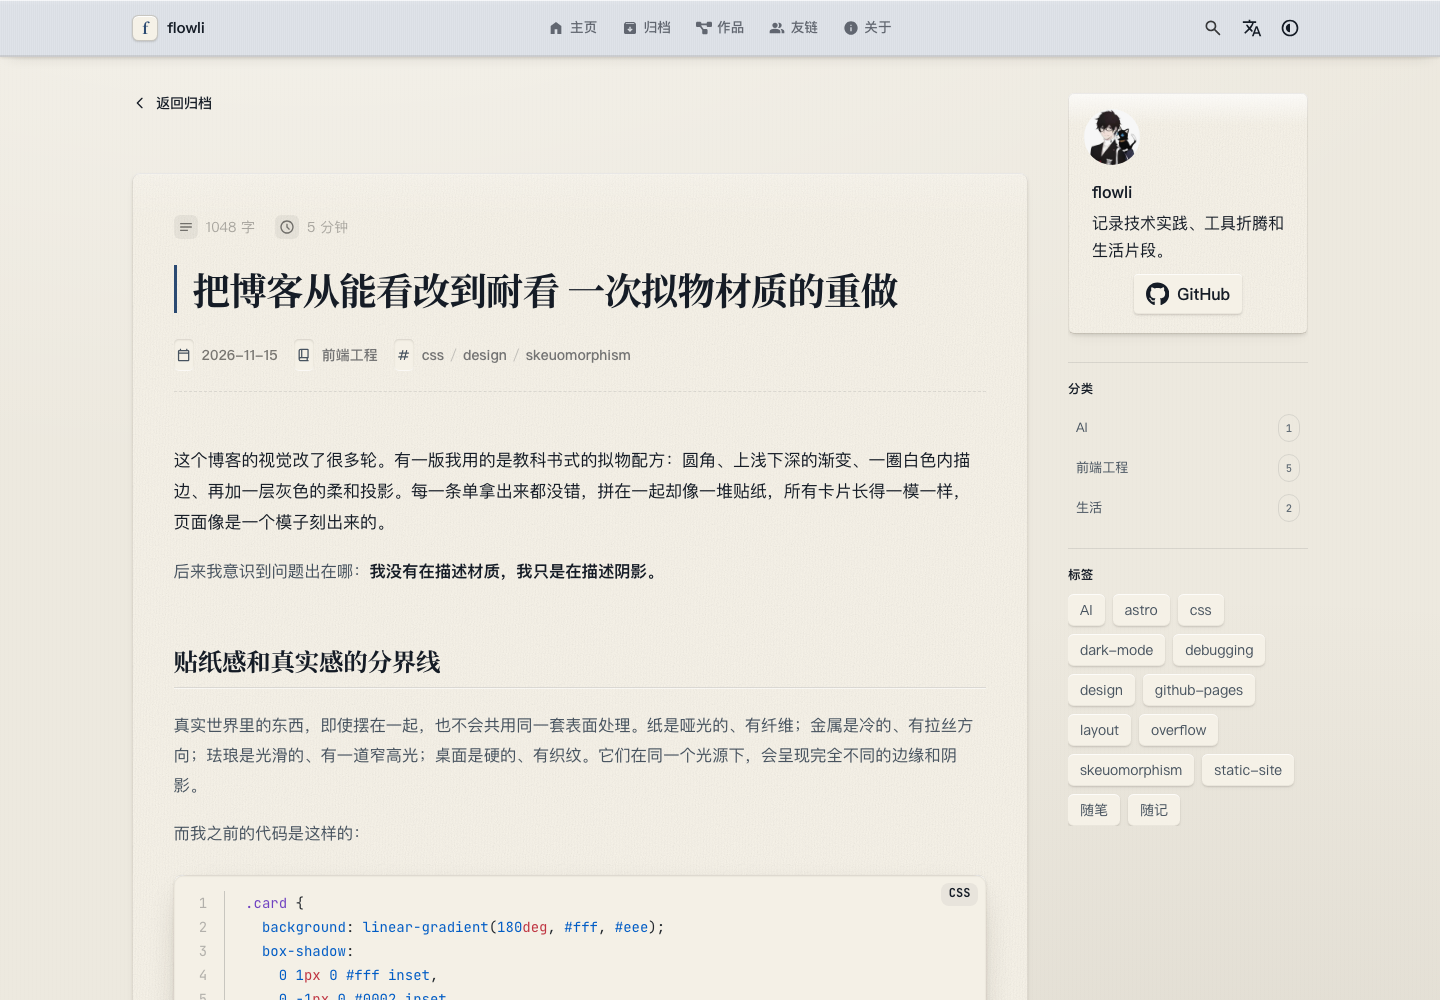 f flowli 主页 归档 作品 友链 关于
返回归档
1048 字 5 分钟
把博客从能看改到耐看 一次拟物材质的重做
2026-11-15 前端工程 # css / design / skeuomorphism
这个博客的视觉改了很多轮。有一版我用的是教科书式的拟物配方：圆角、上浅下深的渐变、一圈白色内描
边、再加一层灰色的柔和投影。每一条单拿出来都没错，拼在一起却像一堆贴纸，所有卡片长得一模一样，
页面像是一个模子刻出来的。
后来我意识到问题出在哪：我没有在描述材质，我只是在描述阴影。
贴纸感和真实感的分界线
真实世界里的东西，即使摆在一起，也不会共用同一套表面处理。纸是哑光的、有纤维；金属是冷的、有拉丝方
向；珐琅是光滑的、有一道窄高光；桌面是硬的、有织纹。它们在同一个光源下，会呈现完全不同的边缘和阴
影。
而我之前的代码是这样的：
CSS
1 .card {
2 background: linear-gradient(180deg, #fff, #eee);
3 box-shadow:
4 0 1px 0 #fff inset,
5 0 -1px 0 #0002 inset
flowli
记录技术实践、工具折腾和
生活片段。
GitHub
分类
AI 1
前端工程 5
生活 2
标签
AI astro css
dark-mode debugging
design github-pages
layout overflow
skeuomorphism static-site
随笔 随记